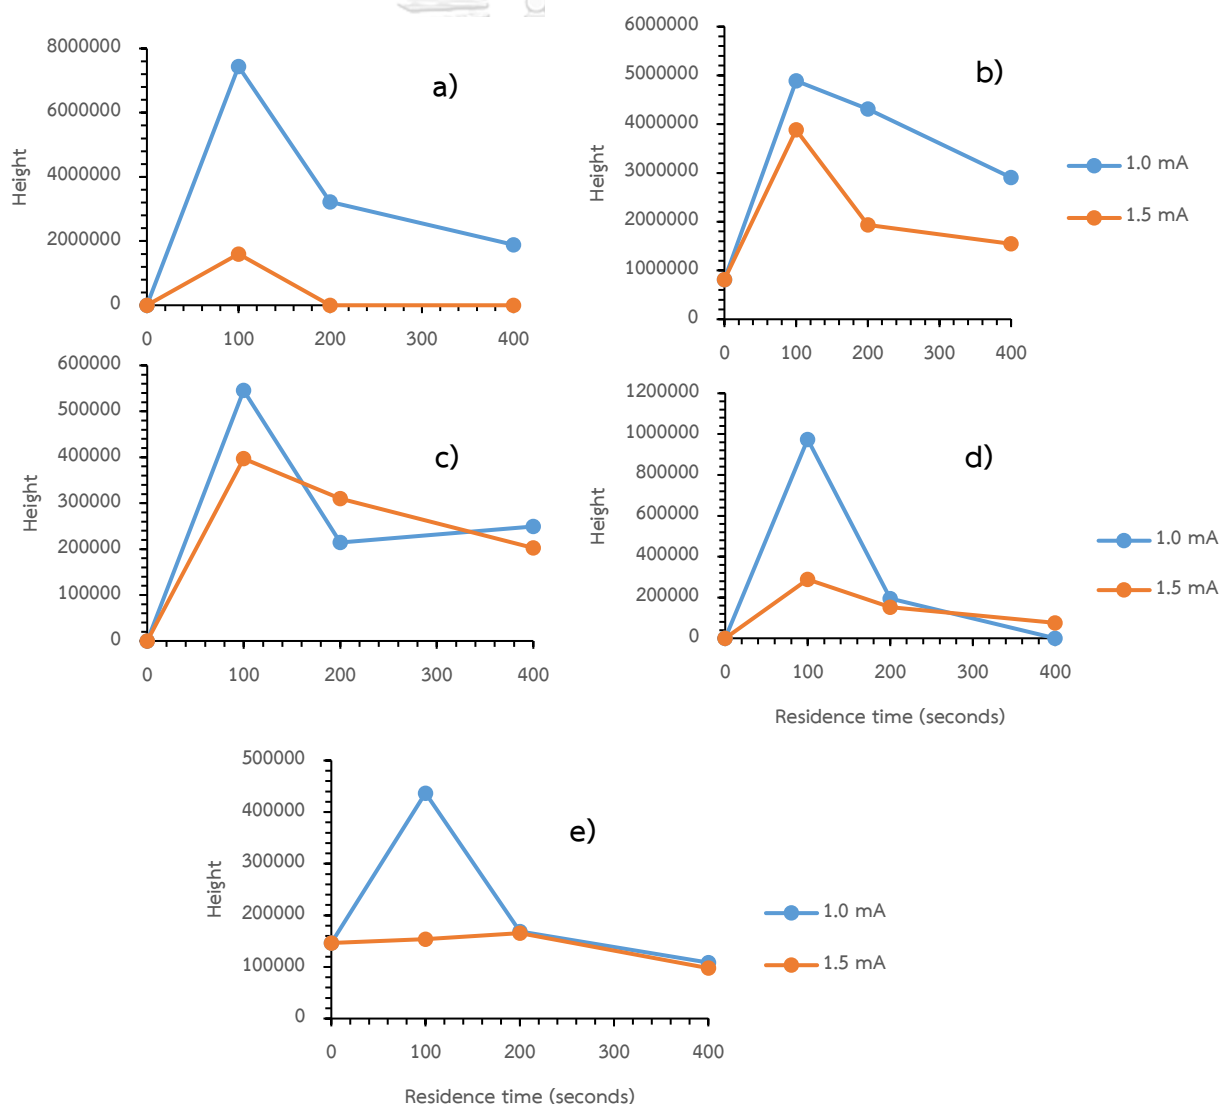 a)
Height
8000000
6000000
4000000
2000000
0
0 100 200 300 400
b)
Height
6000000
5000000
4000000
3000000
2000000
1000000
0
0 100 200 300 400
1.0 mA
1.5 mA
c)
Height
600000
500000
400000
300000
200000
100000
0
0 100 200 300 400
d)
Height
1200000
1000000
800000
600000
400000
200000
0
0 100 200 300 400
Residence time (seconds)
1.0 mA
1.5 mA
e)
Height
500000
400000
300000
200000
100000
0
0 100 200 300 400
Residence time (seconds)
1.0 mA
1.5 mA